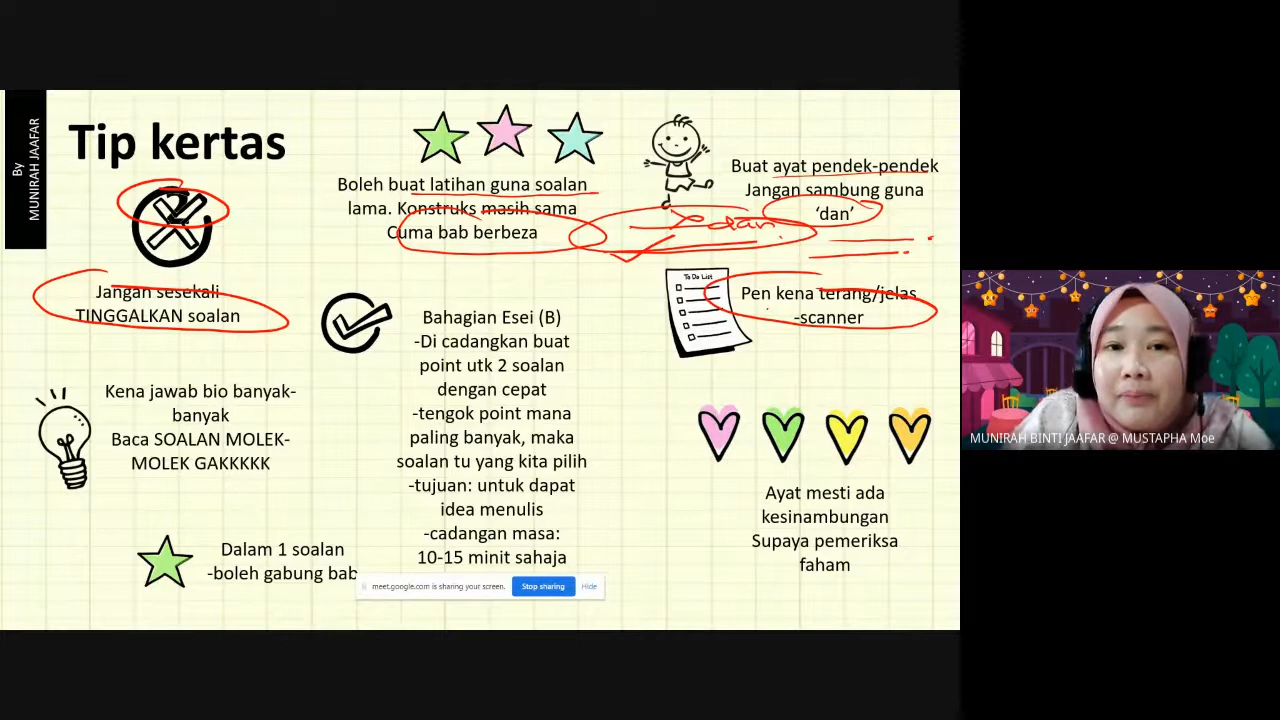 By
MUNIRAH JAAFAR
Tip kertas
Jangan sesekali
TINGGALKAN soalan
Kena jawab bio banyak-
banyak
Baca SOALAN MOLEK-
MOLEK GAKKKKK
Dalam 1 soalan
-boleh gabung bab
Boleh buat latihan guna soalan
lama. Konstruks masih sama
Cuma bab berbeza
Bahagian Esei (B)
-Di cadangkan buat
point utk 2 soalan
dengan cepat
-tengok point mana
paling banyak, maka
soalan tu yang kita pilih
-tujuan: untuk dapat
idea menulis
-cadangan masa:
10-15 minit sahaja
meet.google.com is sharing your screen.
Stop sharing
Hide
Buat ayat pendek-pendek
Jangan sambung guna
‘dan’
dan
To Do List
Pen kena terang/jelas
-scanner
Ayat mesti ada
kesinambungan
Supaya pemeriksa
faham
MUNIRAH BINTI JAAFAR @ MUSTAPHA Moe